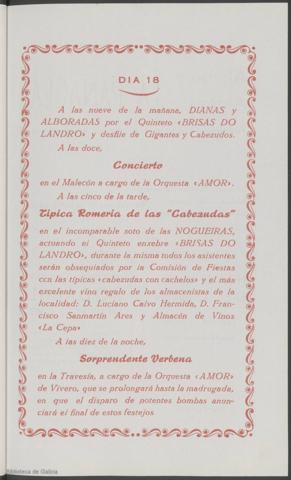 DIA 18
A las nueve de la mañana, DIANAS y
ALBORADAS por el Quinteto «BRISAS DO
LANDRO» y desfile de Gigantes y Cabezudos.
A las doce,
Concierto
en el Malecón a cargo de la Orquesta «AMOR».
A las cinco de la tarde,
Típica Romería de las "Cabezudas"
en el incomparable soto de las NOGUEIRAS,
actuando el Quinteto enxebre «BRISAS DO
LANDRO», durante la misma todos los asistentes
serán obsequiados por la Comisión de Fiestas
con las típicas «cabezudas con cachelos» y el más
excelente vino regalo de los almacenistas de la
localidad: D. Luciano Calvo Hermida, D. Fran-
cisco Sanmartín Ares y Almacén de Vinos
«La Cepa»
A las diez de la noche,
Sorprendente Verbena
en la Travesía, a cargo de la Orquesta «AMOR»
de Vivero, que se prolongará hasta la madrugada,
en que el disparo de potentes bombas anun-
ciará el final de estos festejos
Biblioteca de Galicia